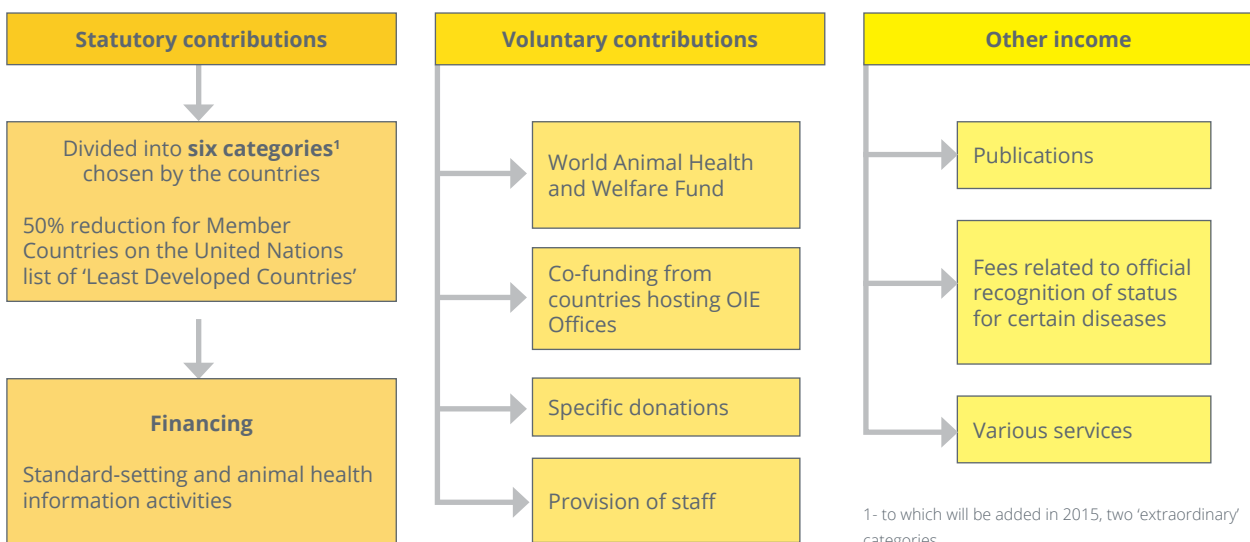 Statutory contributions
Divided into six categories¹
chosen by the countries
50% reduction for Member
Countries on the United Nations
list of ‘Least Developed Countries’
Financing
Standard-setting and animal health
information activities
Voluntary contributions
World Animal Health
and Welfare Fund
Co-funding from
countries hosting OIE
Offices
Specific donations
Provision of staff
Other income
Publications
Fees related to official
recognition of status
for certain diseases
Various services
1- to which will be added in 2015, two ‘extraordinary’
categories